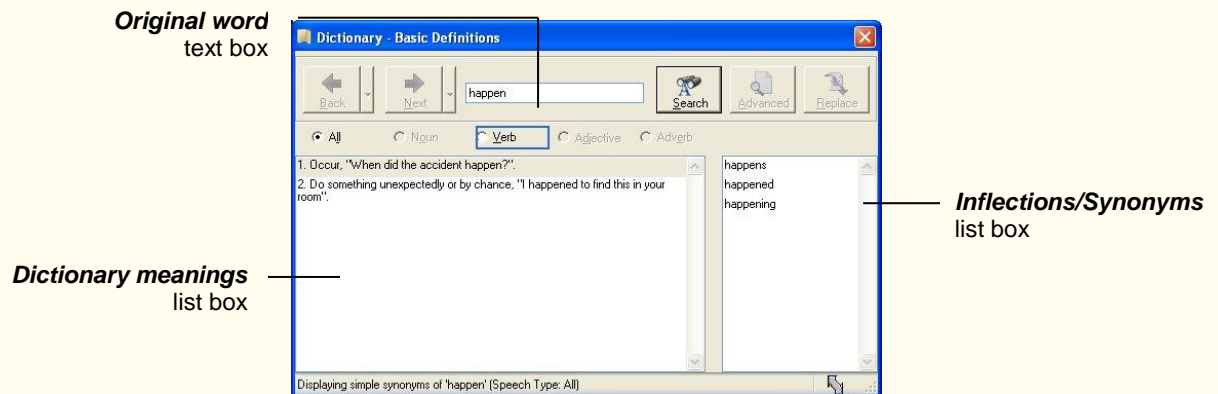 Original word
text box
Dictionary - Basic Definitions
Back Next happen Search Advanced Replace
All Noun Verb Adjective Adverb
1. Occur, "When did the accident happen?".
2. Do something unexpectedly or by chance, "I happened to find this in your
room".
happens
happened
happening
Inflections/Synonyms
list box
Dictionary meanings
list box
Displaying simple synonyms of 'happen' (Speech Type: All)